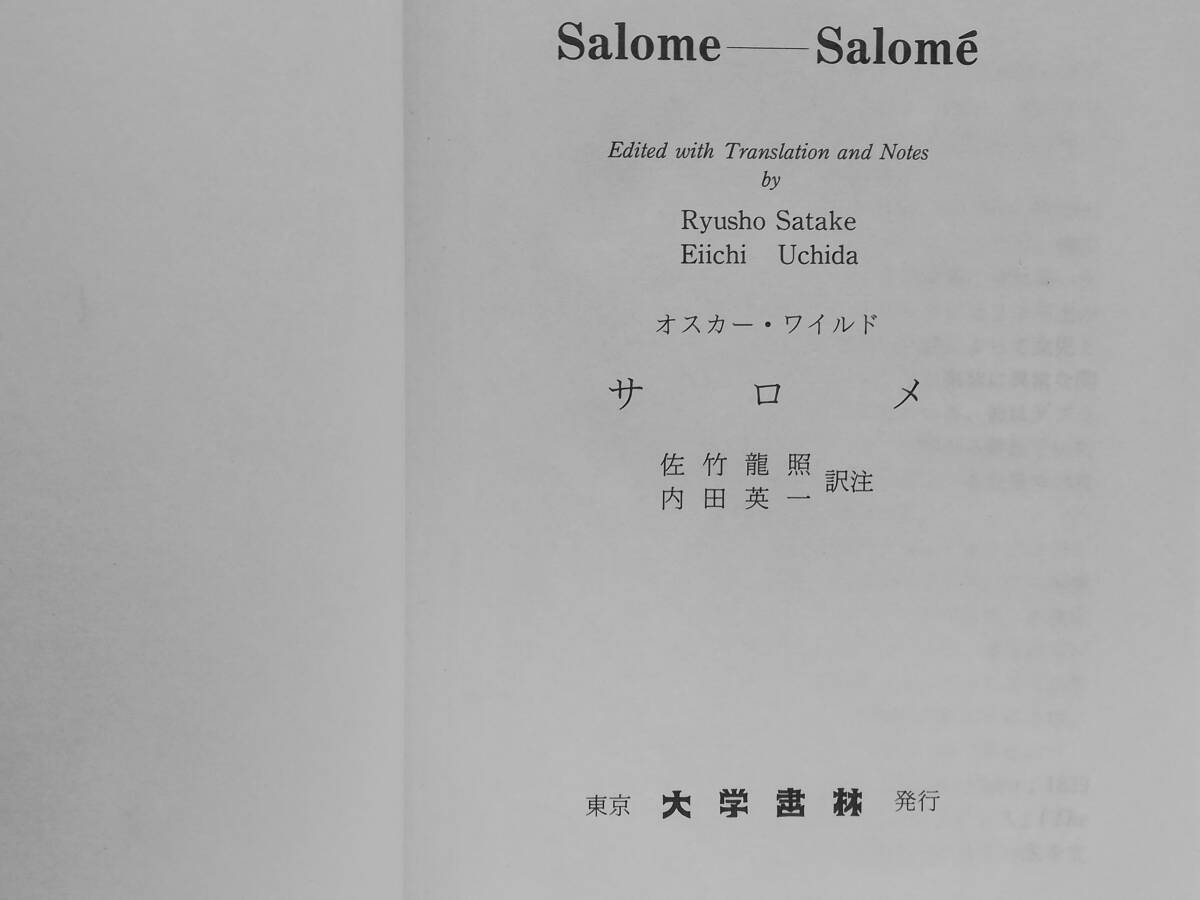 Salome——Salomé
Edited with Translation and Notes
by
Ryusho Satake
Eiichi Uchida
オスカー・ワイルド
サロメ
佐竹龍照
内田英一
訳注
東京 大学書林 発行